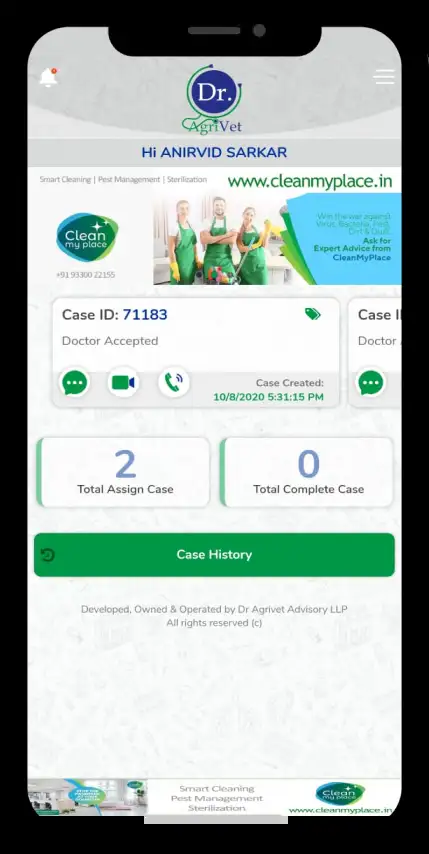 Dr.
AgriVet
Hi ANIRVID SARKAR
Smart Cleaning | Pest Management | Sterilization
www.cleanmyplace.in
Clean
my place
+91 93300 22155
Win the war against
Virus, Bacteria, Pest,
Dirt & Dust.
Ask for
Expert Advice from
CleanMyPlace
Case ID: 71183
Doctor Accepted
Case Created:
10/8/2020 5:31:15 PM
Case
Doctor
2
Total Assign Case
0
Total Complete Case
Case History
Developed, Owned & Operated by Dr Agrivet Advisory LLP
All rights reserved (c)
Smart Cleaning
Pest Management
Sterilization
Clean
my place
www.cleanmyplace.in